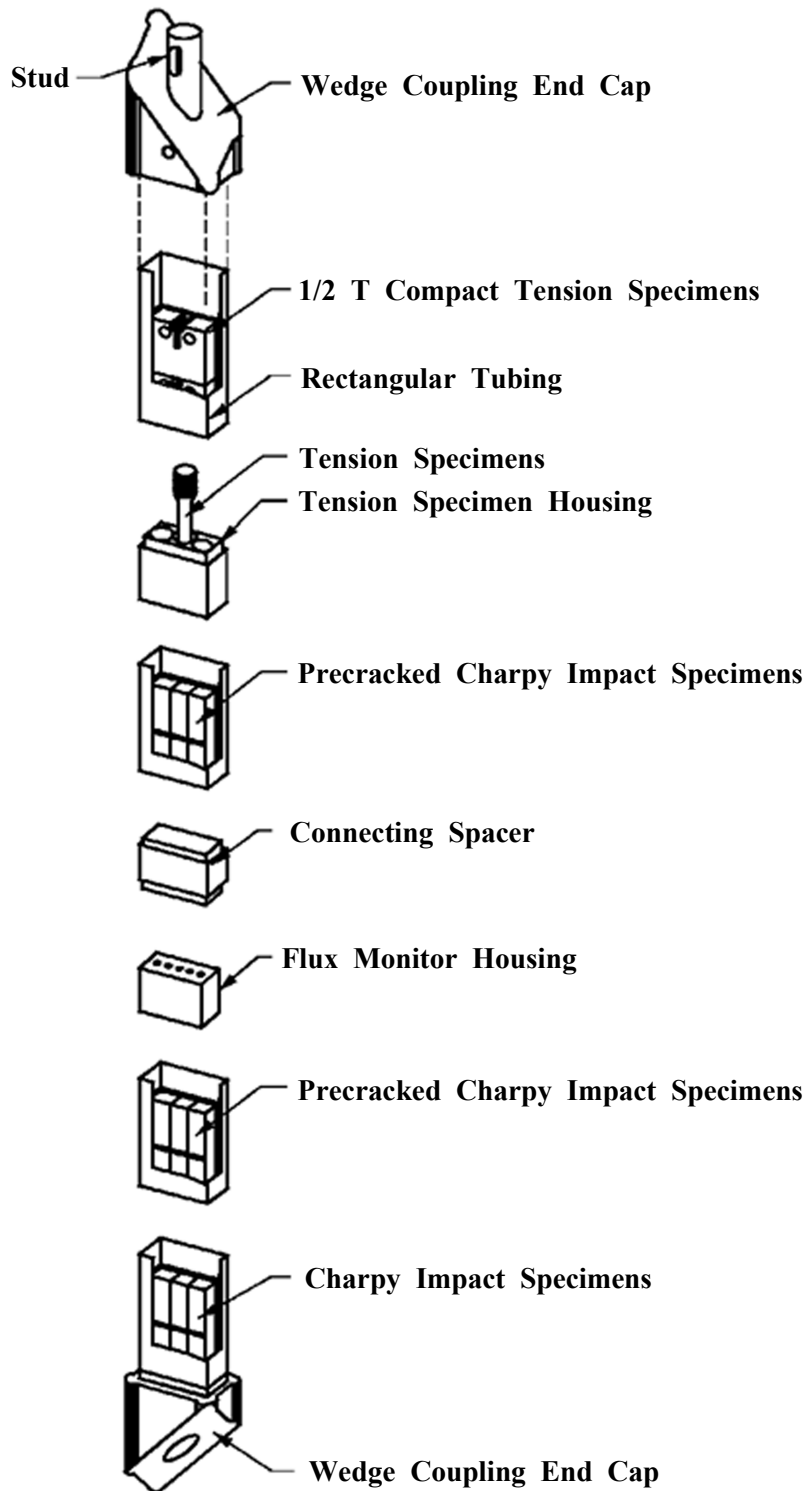 Stud
Wedge Coupling End Cap
1/2 T Compact Tension Specimens
Rectangular Tubing
Tension Specimens
Tension Specimen Housing
Precracked Charpy Impact Specimens
Connecting Spacer
Flux Monitor Housing
Precracked Charpy Impact Specimens
Charpy Impact Specimens
Wedge Coupling End Cap